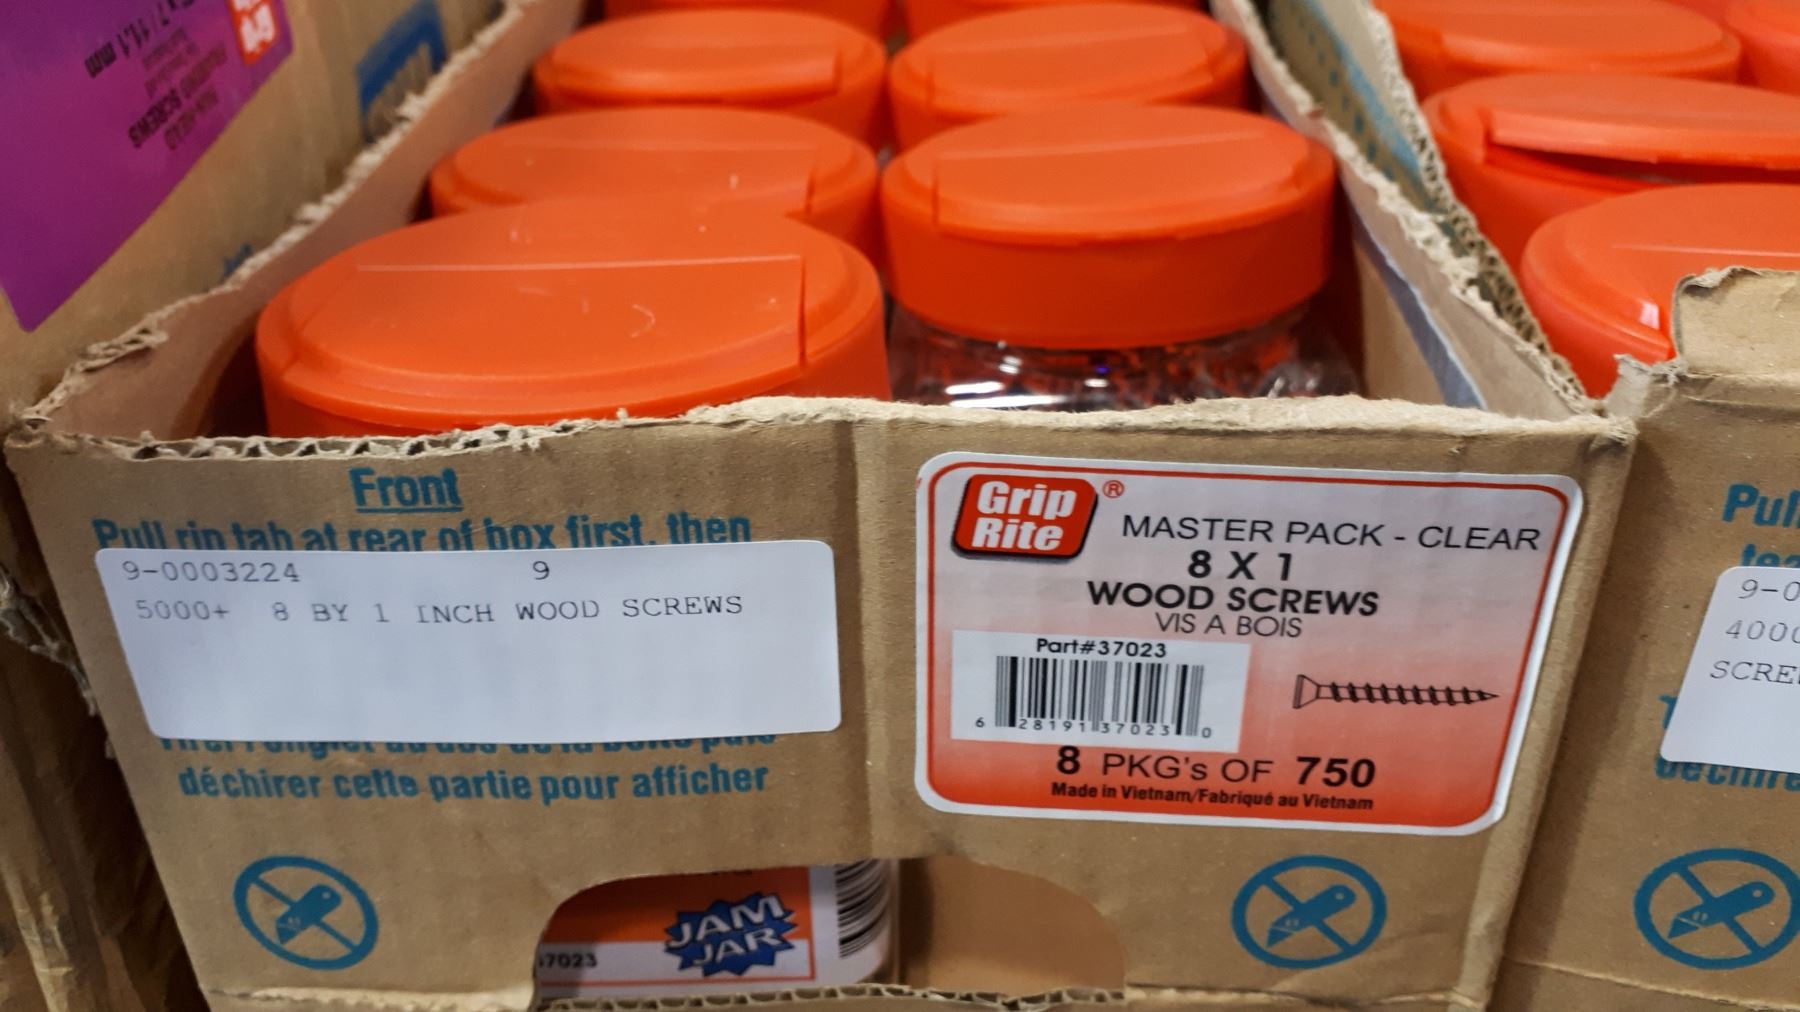 Front
Pull rip tab at rear of box first, then
9-0003224 9
5000+ 8 BY 1 INCH WOOD SCREWS
déchirer cette partie pour afficher
Grip
Rite®
MASTER PACK - CLEAR
8 X 1
WOOD SCREWS
VIS A BOIS
Part#37023
6 28191 37023 0
8 PKG's OF 750
Made in Vietnam/Fabriqué au Vietnam
JAM
JAR
37023
Pull
9-0
4000
SCRE